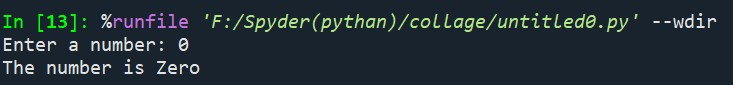 In [13]: %runfile 'F:/Spyder(pythan)/collage/untitled0.py' --wdir
Enter a number: 0
The number is Zero